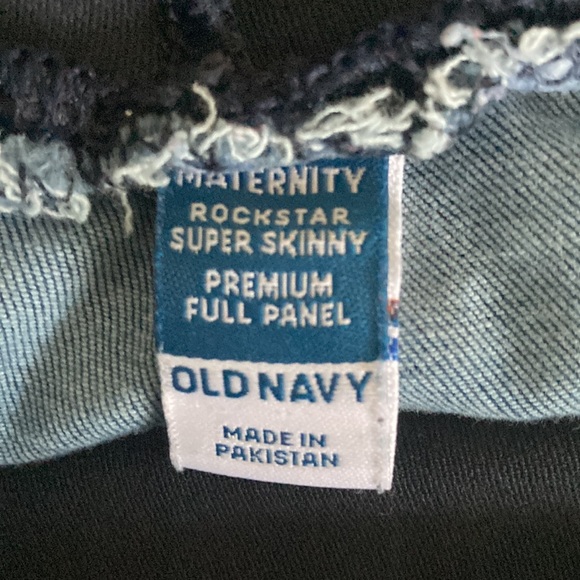 MATERNITY
ROCKSTAR
SUPER SKINNY
PREMIUM
FULL PANEL
OLD NAVY
MADE IN
PAKISTAN